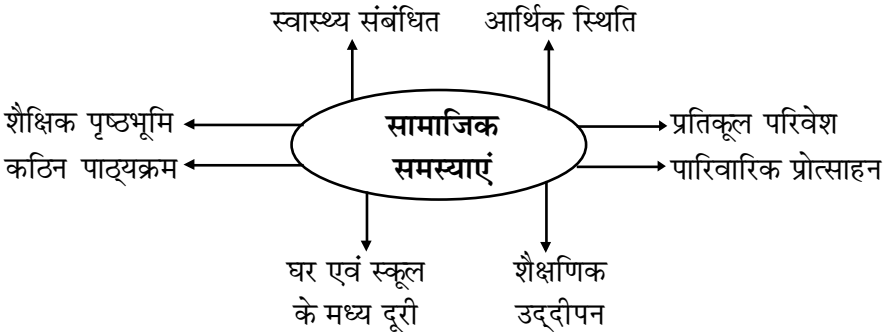 स्वास्थ्य संबंधित
आर्थिक स्थिति
शैक्षिक पृष्ठभूमि
सामाजिक
समस्याएं
प्रतिकूल परिवेश
कठिन पाठ्यक्रम
पारिवारिक प्रोत्साहन
घर एवं स्कूल
के मध्य दूरी
शैक्षणिक
उद्दीपन